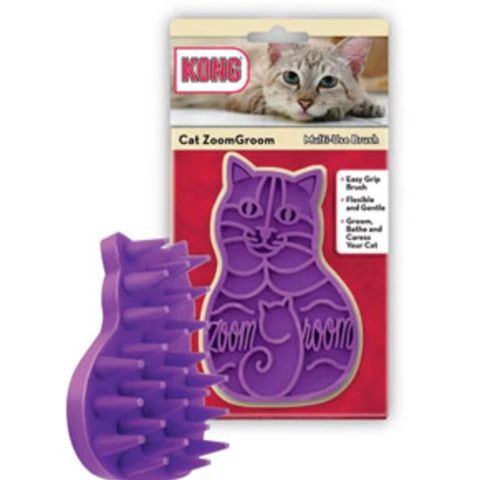 KONG
Cat ZoomGroom
Multi-Use Brush
Easy Grip
Brush
Flexible
and Gentle
Groom,
Bathe and
Caress
Your Cat
zoom room